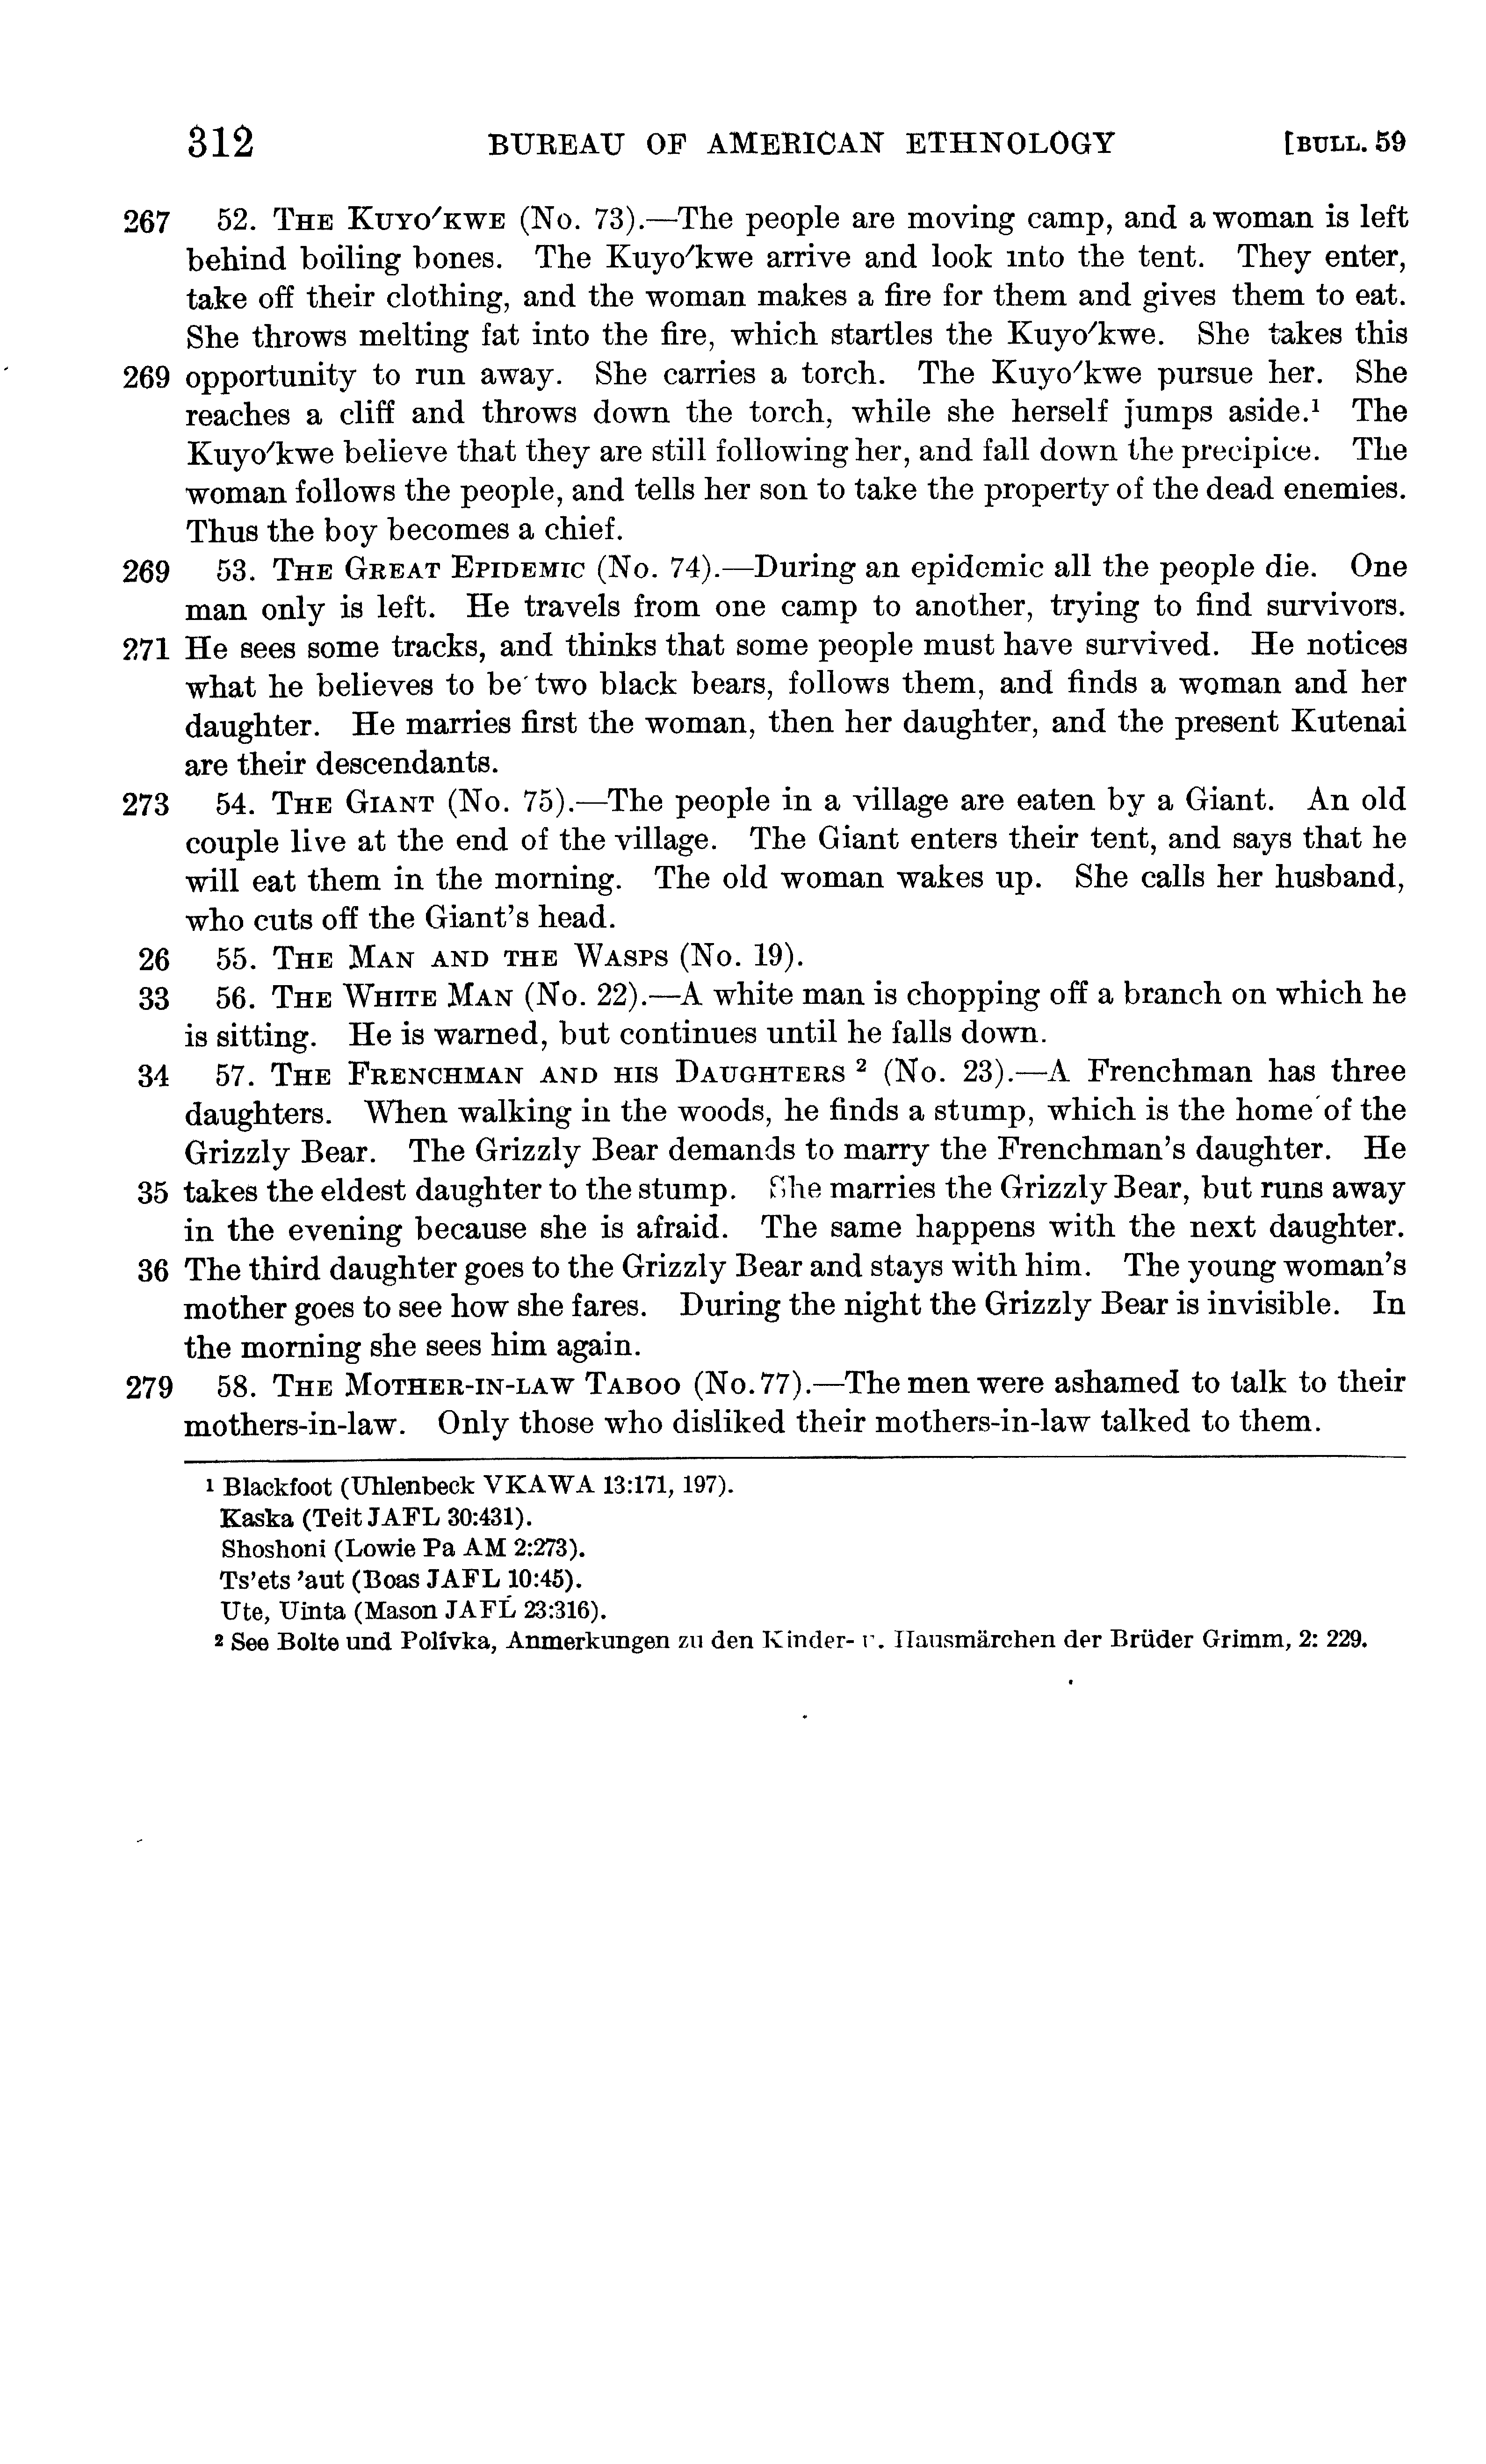 312 BUREAU OF AMERICAN ETHNOLOGY [BULL. 59
267 52. THE KUYO′KWE (No. 73).—The people are moving camp, and a woman is left
behind boiling bones. The Kuyo′kwe arrive and look into the tent. They enter,
take off their clothing, and the woman makes a fire for them and gives them to eat.
She throws melting fat into the fire, which startles the Kuyo′kwe. She takes this
269 opportunity to run away. She carries a torch. The Kuyo′kwe pursue her. She
reaches a cliff and throws down the torch, while she herself jumps aside.¹ The
Kuyo′kwe believe that they are still following her, and fall down the precipice. The
woman follows the people, and tells her son to take the property of the dead enemies.
Thus the boy becomes a chief.
269 53. THE GREAT EPIDEMIC (No. 74).—During an epidemic all the people die. One
man only is left. He travels from one camp to another, trying to find survivors.
271 He sees some tracks, and thinks that some people must have survived. He notices
what he believes to be two black bears, follows them, and finds a woman and her
daughter. He marries first the woman, then her daughter, and the present Kutenai
are their descendants.
273 54. THE GIANT (No. 75).—The people in a village are eaten by a Giant. An old
couple live at the end of the village. The Giant enters their tent, and says that he
will eat them in the morning. The old woman wakes up. She calls her husband,
who cuts off the Giant's head.
26 55. THE MAN AND THE WASPS (No. 19).
33 56. THE WHITE MAN (No. 22).—A white man is chopping off a branch on which he
is sitting. He is warned, but continues until he falls down.
34 57. THE FRENCHMAN AND HIS DAUGHTERS ² (No. 23).—A Frenchman has three
daughters. When walking in the woods, he finds a stump, which is the home of the
Grizzly Bear. The Grizzly Bear demands to marry the Frenchman's daughter. He
35 takes the eldest daughter to the stump. She marries the Grizzly Bear, but runs away
in the evening because she is afraid. The same happens with the next daughter.
36 The third daughter goes to the Grizzly Bear and stays with him. The young woman's
mother goes to see how she fares. During the night the Grizzly Bear is invisible. In
the morning she sees him again.
279 58. THE MOTHER-IN-LAW TABOO (No. 77).—The men were ashamed to talk to their
mothers-in-law. Only those who disliked their mothers-in-law talked to them.
¹ Blackfoot (Uhlenbeck VKAWA 13:171, 197).
Kaska (Teit JAFL 30:431).
Shoshoni (Lowie Pa AM 2:273).
Ts'ets 'aut (Boas JAFL 10:45).
Ute, Uinta (Mason JAFL 23:316).
² See Bolte und Polívka, Anmerkungen zu den Kinder- u. Hausmärchen der Brüder Grimm, 2: 229.